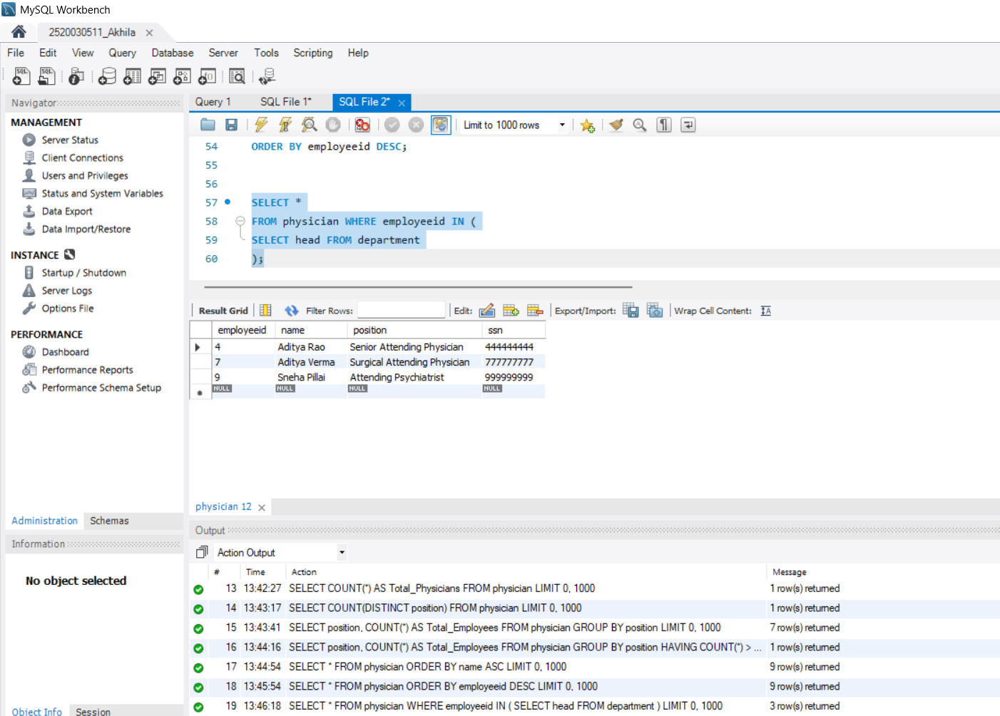 MySQL Workbench
2520030511_Akhila
File Edit View Query Database Server Tools Scripting Help
Navigator
MANAGEMENT
Server Status
Client Connections
Users and Privileges
Status and System Variables
Data Export
Data Import/Restore
INSTANCE
Startup / Shutdown
Server Logs
Options File
PERFORMANCE
Dashboard
Performance Reports
Performance Schema Setup
Administration Schemas
Information
No object selected
Object Info Session
Query 1 SQL File 1* SQL File 2*
Limit to 1000 rows
54 ORDER BY employeeid DESC;
55
56
57 SELECT *
58 FROM physician WHERE employeeid IN (
59 SELECT head FROM department
60 );
Result Grid Filter Rows: Edit: Export/Import: Wrap Cell Content:
employeeid name position ssn
4 Aditya Rao Senior Attending Physician 444444444
7 Aditya Verma Surgical Attending Physician 777777777
9 Sneha Pillai Attending Psychiatrist 999999999
NULL NULL NULL NULL
physician 12
Output
Action Output
# Time Action Message
13 13:42:27 SELECT COUNT(*) AS Total_Physicians FROM physician LIMIT 0, 1000 1 row(s) returned
14 13:43:17 SELECT COUNT(DISTINCT position) FROM physician LIMIT 0, 1000 1 row(s) returned
15 13:43:41 SELECT position, COUNT(*) AS Total_Employees FROM physician GROUP BY position LIMIT 0, 1000 7 row(s) returned
16 13:44:16 SELECT position, COUNT(*) AS Total_Employees FROM physician GROUP BY position HAVING COUNT(*) > ... 1 row(s) returned
17 13:44:54 SELECT * FROM physician ORDER BY name ASC LIMIT 0, 1000 9 row(s) returned
18 13:45:54 SELECT * FROM physician ORDER BY employeeid DESC LIMIT 0, 1000 9 row(s) returned
19 13:46:18 SELECT * FROM physician WHERE employeeid IN ( SELECT head FROM department ) LIMIT 0, 1000 3 row(s) returned